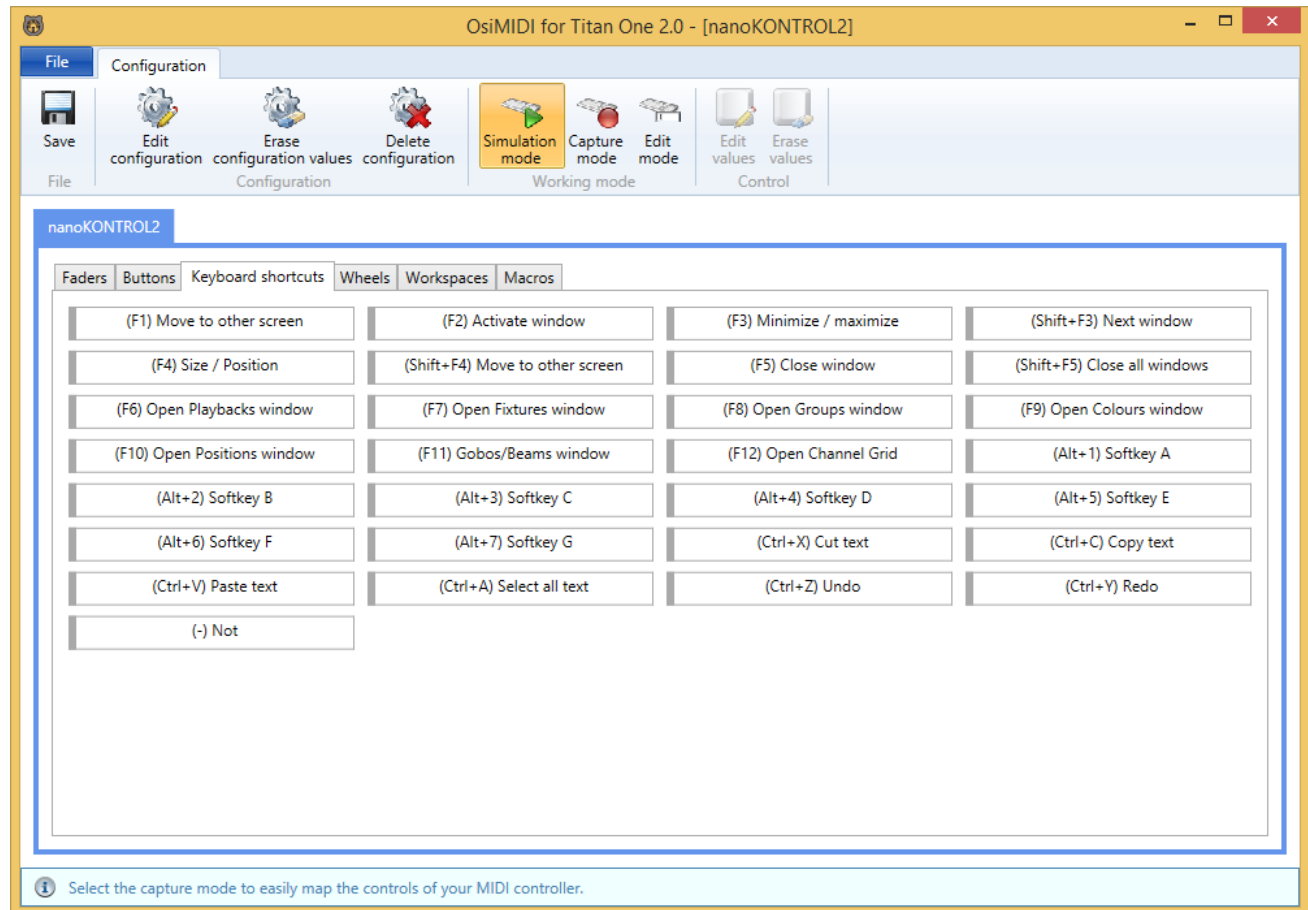 OsiMIDI for Titan One 2.0 - [nanoKONTROL2]
File
Configuration
Save
Edit configuration
Erase configuration values
Delete configuration
Simulation mode
Capture mode
Edit mode
Edit values
Erase values
File
Configuration
Working mode
Control
nanoKONTROL2
Faders Buttons Keyboard shortcuts Wheels Workspaces Macros
(F1) Move to other screen
(F2) Activate window
(F3) Minimize / maximize
(Shift+F3) Next window
(F4) Size / Position
(Shift+F4) Move to other screen
(F5) Close window
(Shift+F5) Close all windows
(F6) Open Playbacks window
(F7) Open Fixtures window
(F8) Open Groups window
(F9) Open Colours window
(F10) Open Positions window
(F11) Gobos/Beams window
(F12) Open Channel Grid
(Alt+1) Softkey A
(Alt+2) Softkey B
(Alt+3) Softkey C
(Alt+4) Softkey D
(Alt+5) Softkey E
(Alt+6) Softkey F
(Alt+7) Softkey G
(Ctrl+X) Cut text
(Ctrl+C) Copy text
(Ctrl+V) Paste text
(Ctrl+A) Select all text
(Ctrl+Z) Undo
(Ctrl+Y) Redo
(-) Not
Select the capture mode to easily map the controls of your MIDI controller.